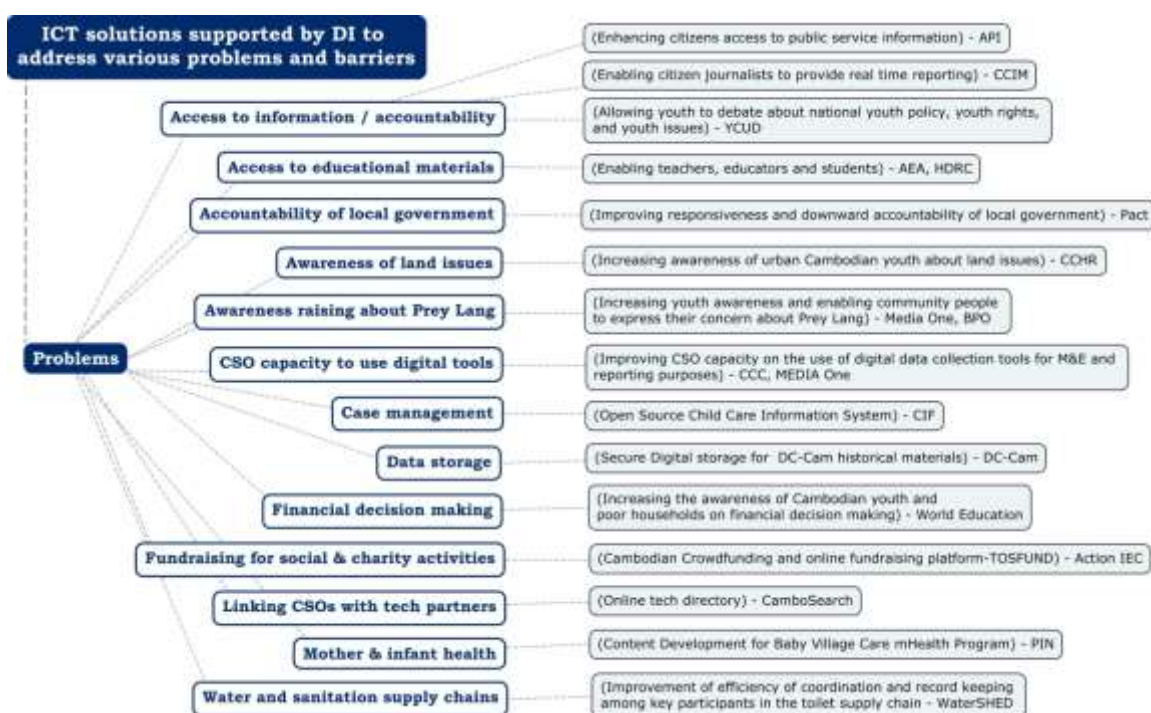 ICT solutions supported by DI to
address various problems and barriers
Problems
Access to information / accountability
(Enhancing citizens access to public service information) - API
(Enabling citizen journalists to provide real time reporting) - CCIM
(Allowing youth to debate about national youth policy, youth rights,
and youth issues) - YCUD
Access to educational materials
(Enabling teachers, educators and students) - AEA, HDRC
Accountability of local government
(Improving responsiveness and downward accountability of local government) - Pact
Awareness of land issues
(Increasing awareness of urban Cambodian youth about land issues) - CCHR
Awareness raising about Prey Lang
(Increasing youth awareness and enabling community people
to express their concern about Prey Lang) - Media One, BPO
CSO capacity to use digital tools
(Improving CSO capacity on the use of digital data collection tools for M&E and
reporting purposes) - CCC, MEDIA One
Case management
(Open Source Child Care Information System) - CIF
Data storage
(Secure Digital storage for DC-Cam historical materials) - DC-Cam
Financial decision making
(Increasing the awareness of Cambodian youth and
poor households on financial decision making) - World Education
Fundraising for social & charity activities
(Cambodian Crowdfunding and online fundraising platform-TOSFUND) - Action IEC
Linking CSOs with tech partners
(Online tech directory) - CamboSearch
Mother & infant health
(Content Development for Baby Village Care mHealth Program) - PIN
Water and sanitation supply chains
(Improvement of efficiency of coordination and record keeping
among key participants in the toilet supply chain - WaterSHED